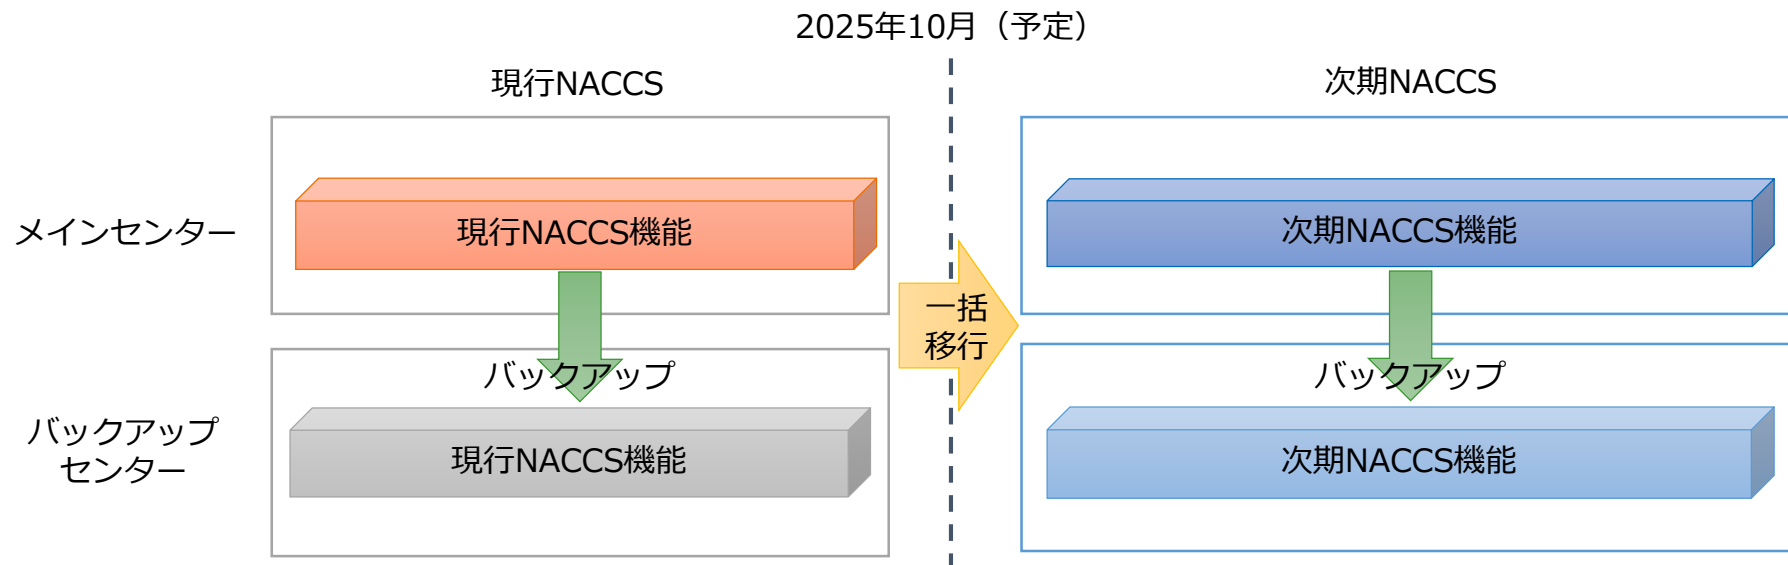 2025年10月（予定）
現行NACCS
次期NACCS
メインセンター
現行NACCS機能
次期NACCS機能
一括
移行
バックアップ
バックアップ
バックアップ
センター
現行NACCS機能
次期NACCS機能